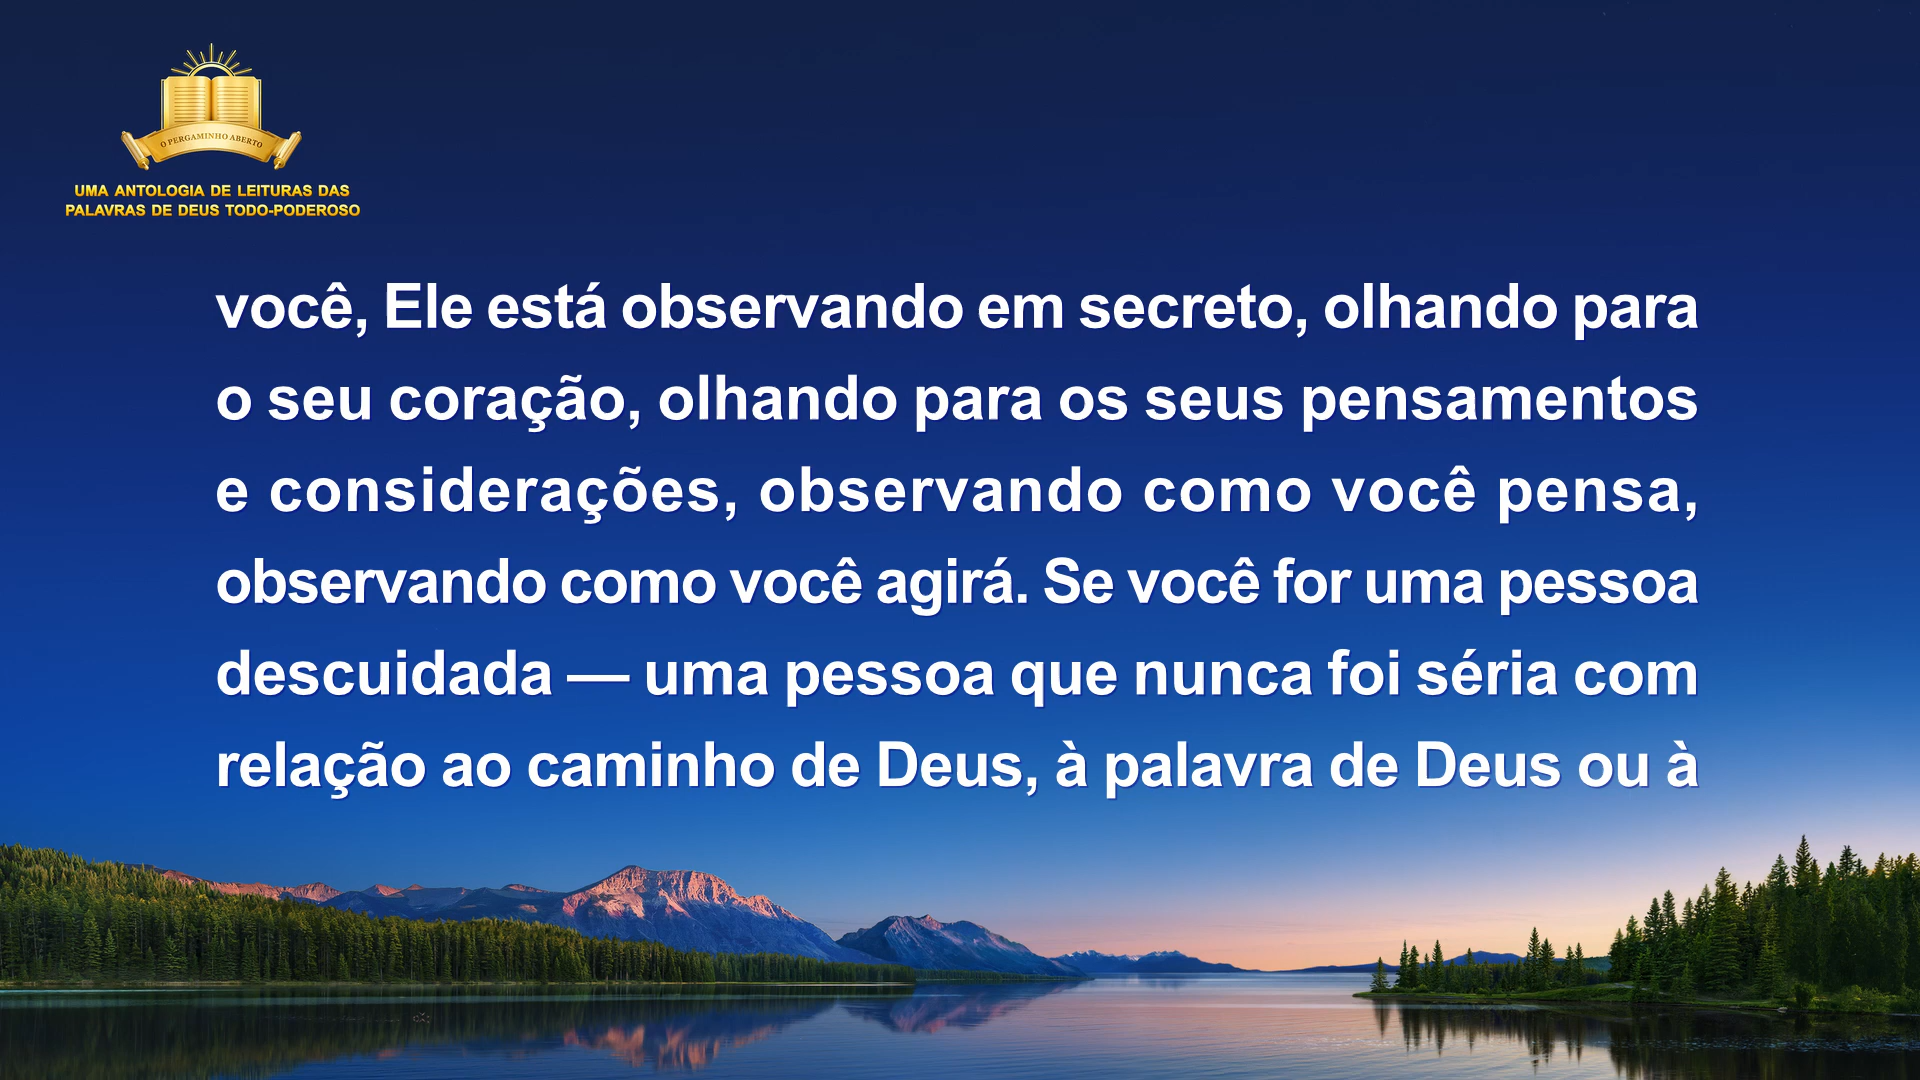 O PERGAMINHO ABERTO
UMA ANTOLOGIA DE LEITURAS DAS
PALAVRAS DE DEUS TODO-PODEROSO
você, Ele está observando em secreto, olhando para
o seu coração, olhando para os seus pensamentos
e considerações, observando como você pensa,
observando como você agirá. Se você for uma pessoa
descuidada — uma pessoa que nunca foi séria com
relação ao caminho de Deus, à palavra de Deus ou à